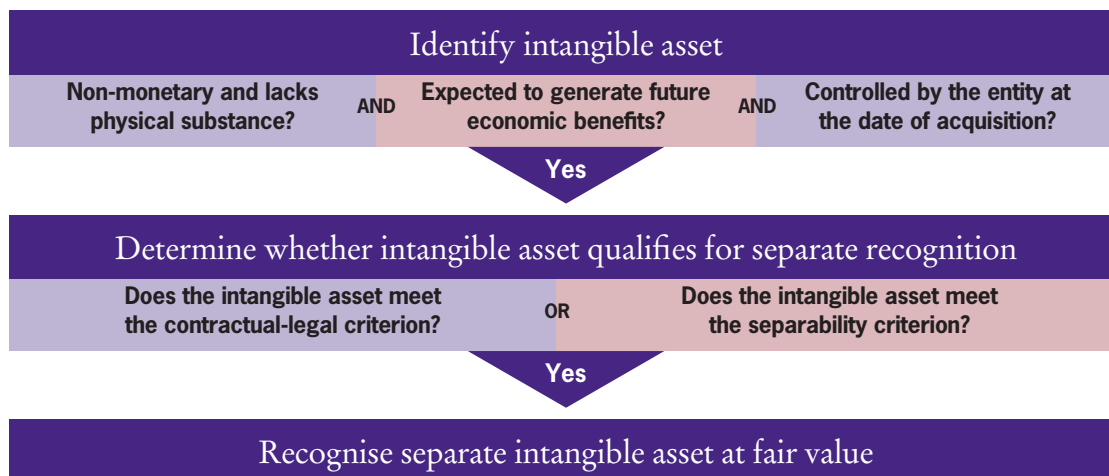 Identify intangible asset
Non-monetary and lacks
physical substance?
AND
Expected to generate future
economic benefits?
AND
Controlled by the entity at
the date of acquisition?
Yes
Determine whether intangible asset qualifies for separate recognition
Does the intangible asset meet
the contractual-legal criterion?
OR
Does the intangible asset meet
the separability criterion?
Yes
Recognise separate intangible asset at fair value